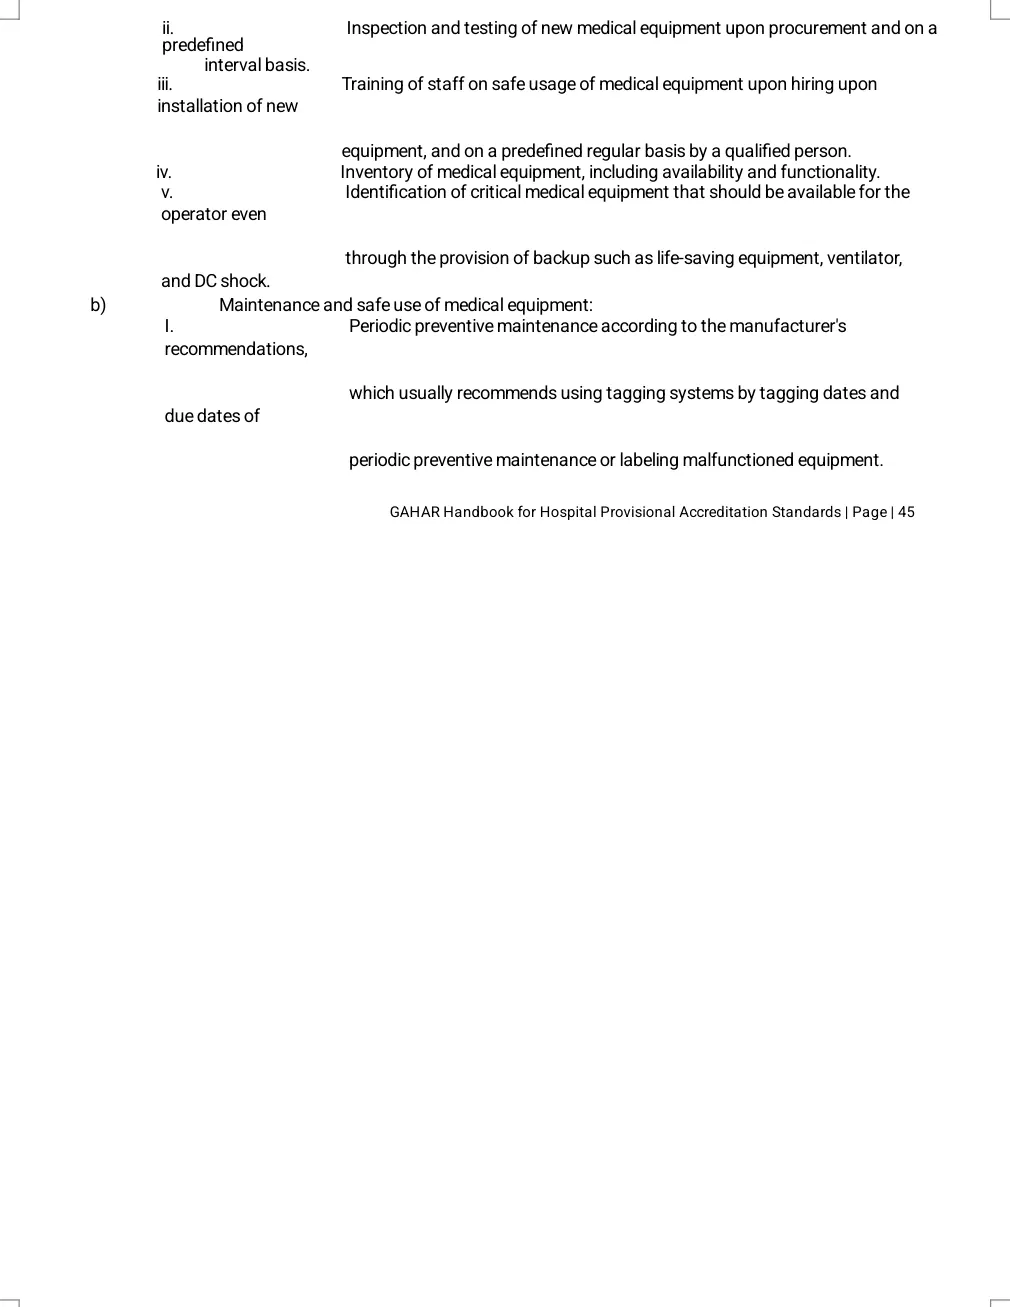 ii. Inspection and testing of new medical equipment upon procurement and on a
predefined
interval basis.
iii. Training of staff on safe usage of medical equipment upon hiring upon
installation of new
equipment, and on a predefined regular basis by a qualified person.
iv. Inventory of medical equipment, including availability and functionality.
v. Identification of critical medical equipment that should be available for the
operator even
through the provision of backup such as life-saving equipment, ventilator,
and DC shock.
b) Maintenance and safe use of medical equipment:
I. Periodic preventive maintenance according to the manufacturer's
recommendations,
which usually recommends using tagging systems by tagging dates and
due dates of
periodic preventive maintenance or labeling malfunctioned equipment.
GAHAR Handbook for Hospital Provisional Accreditation Standards | Page | 45